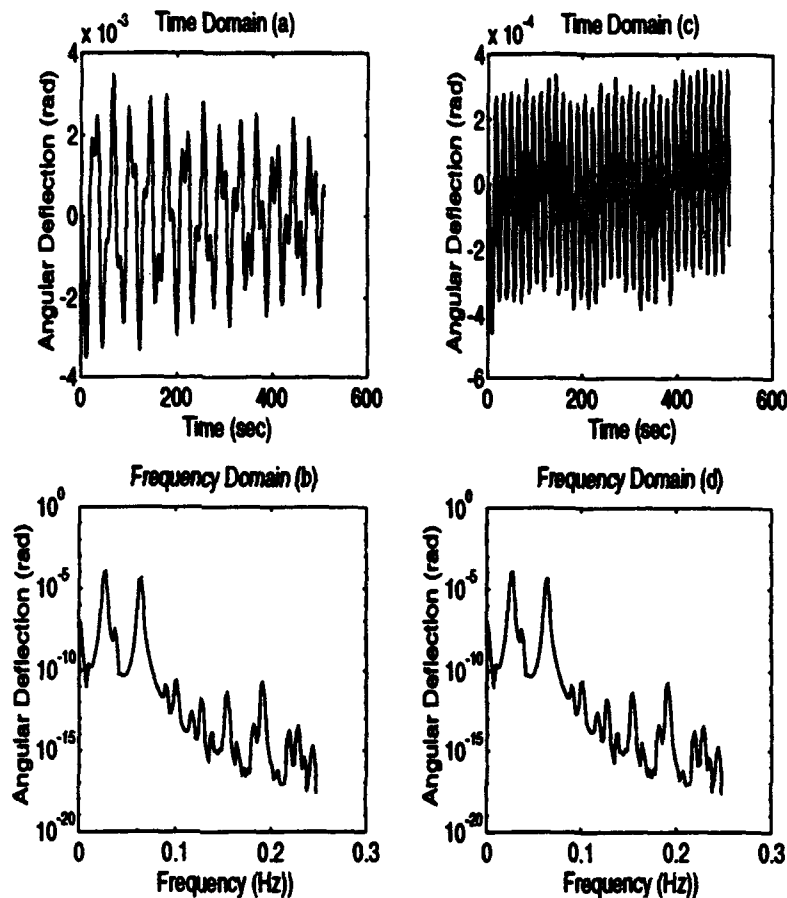 Time Domain (a)
x 10^-3
Angular Deflection (rad)
4
2
0
-2
-4
0 200 400 600
Time (sec)
Time Domain (c)
x 10^-4
Angular Deflection (rad)
4
2
0
-2
-4
-6
0 200 400 600
Time (sec)
Frequency Domain (b)
Angular Deflection (rad)
10^0
10^-5
10^-10
10^-15
10^-20
0 0.1 0.2 0.3
Frequency (Hz))
Frequency Domain (d)
Angular Deflection (rad)
10^0
10^-5
10^-10
10^-15
10^-20
0 0.1 0.2 0.3
Frequency (Hz))